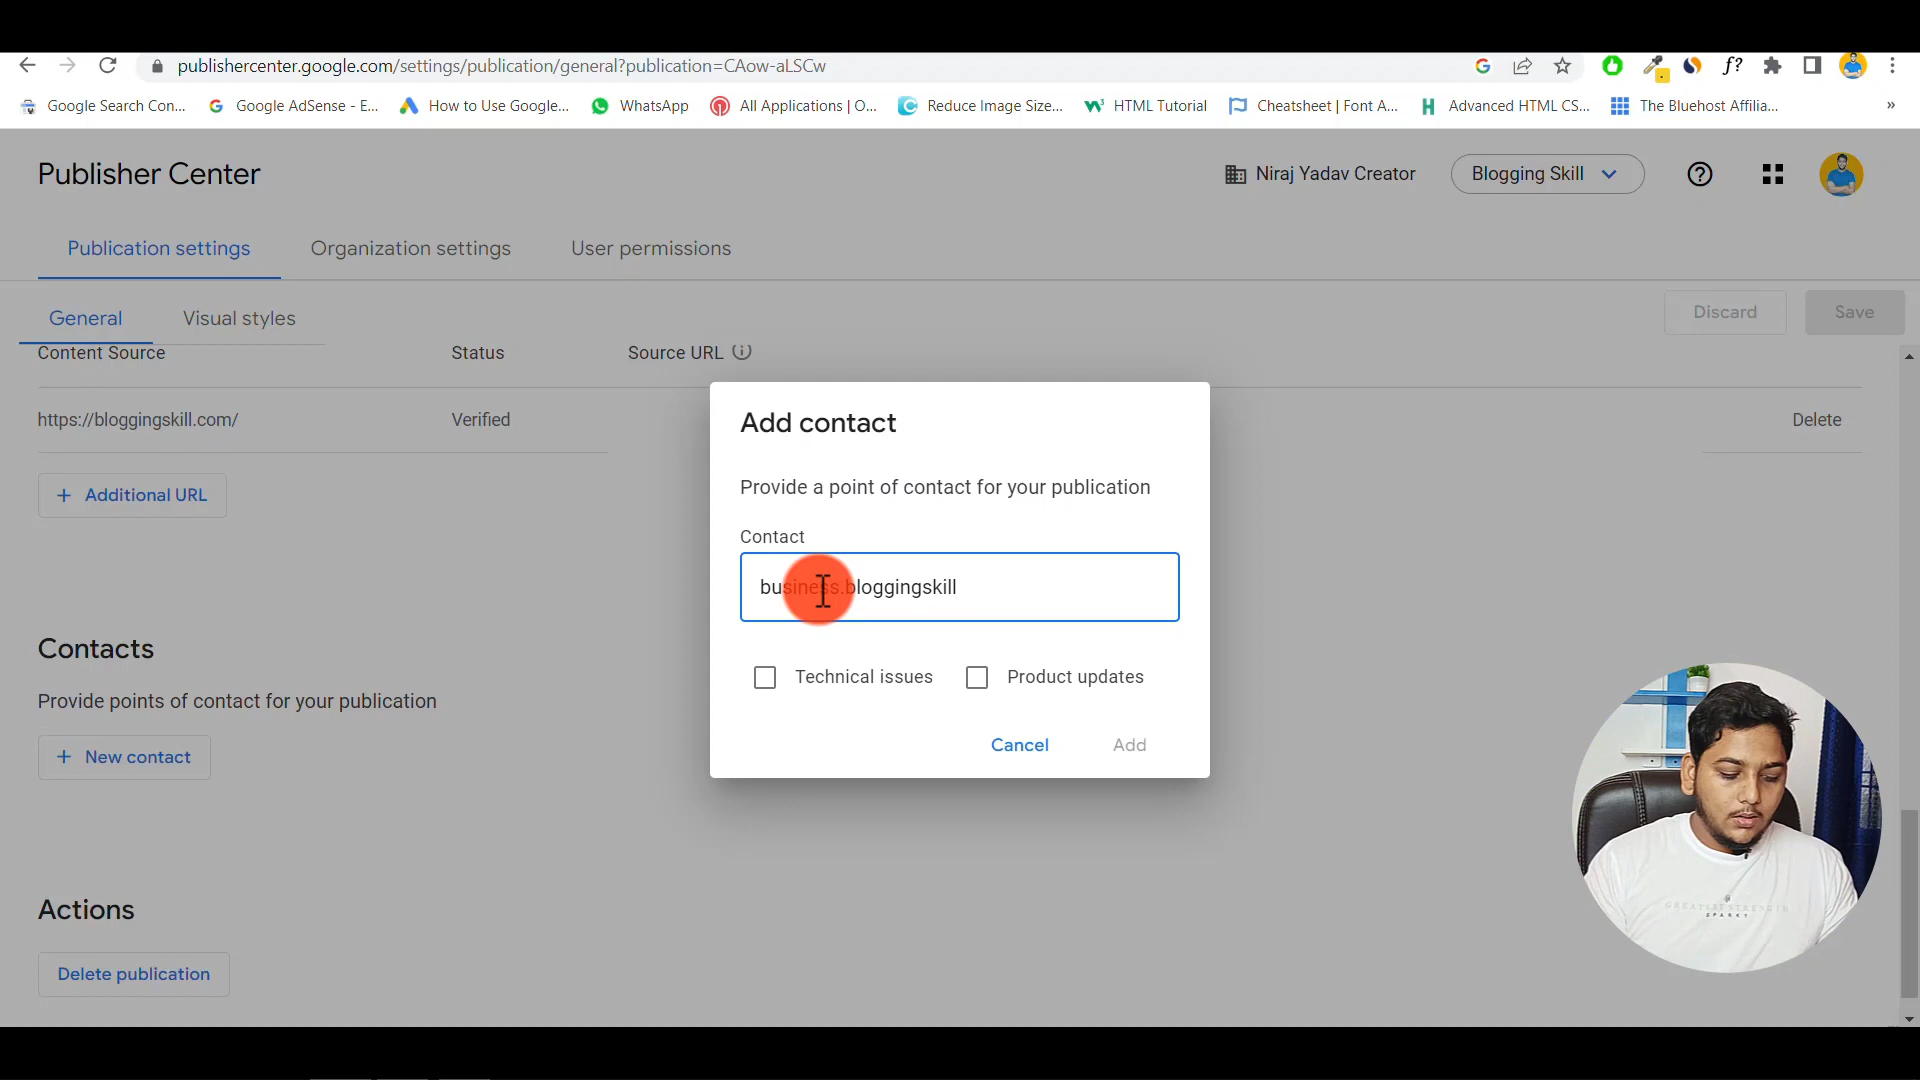 publishercenter.google.com/settings/publication/general?publication=CAow-aLSCw
Google Search Con...
Google AdSense - E...
How to Use Google...
WhatsApp
All Applications | O...
Reduce Image Size...
HTML Tutorial
Cheatsheet | Font A...
Advanced HTML CS...
The Bluehost Affilia...
»
Publisher Center
Niraj Yadav Creator
Blogging Skill
Publication settings
Organization settings
User permissions
General
Visual styles
Discard
Save
Content Source
Status
Source URL
https://bloggingskill.com/
Verified
Delete
+ Additional URL
Add contact
Provide a point of contact for your publication
Contact
business.bloggingskill
Technical issues
Product updates
Cancel
Add
Contacts
Provide points of contact for your publication
+ New contact
Actions
Delete publication